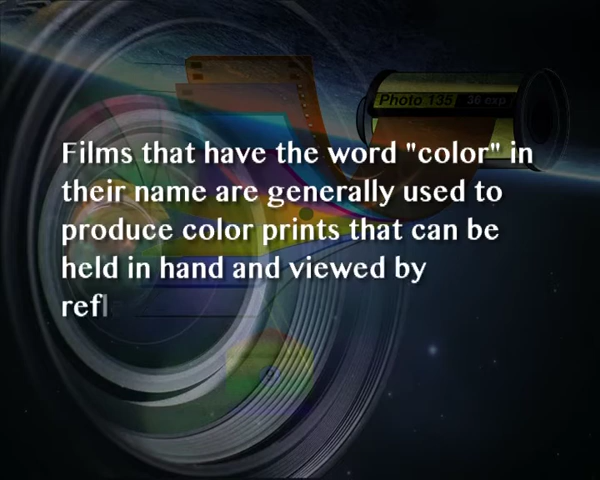 Photo 135 36 exp
Films that have the word "color" in
their name are generally used to
produce color prints that can be
held in hand and viewed by
refl